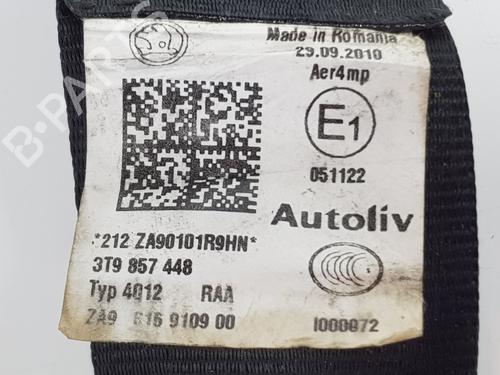 Made in Romania
29.09.2010
Aer4mp
E1
051122
Autoliv
*212 ZA90101R9HN*
3T9 857 448
Typ 4012 RAA
ZA9 9109 00
I000072
B-PARTS